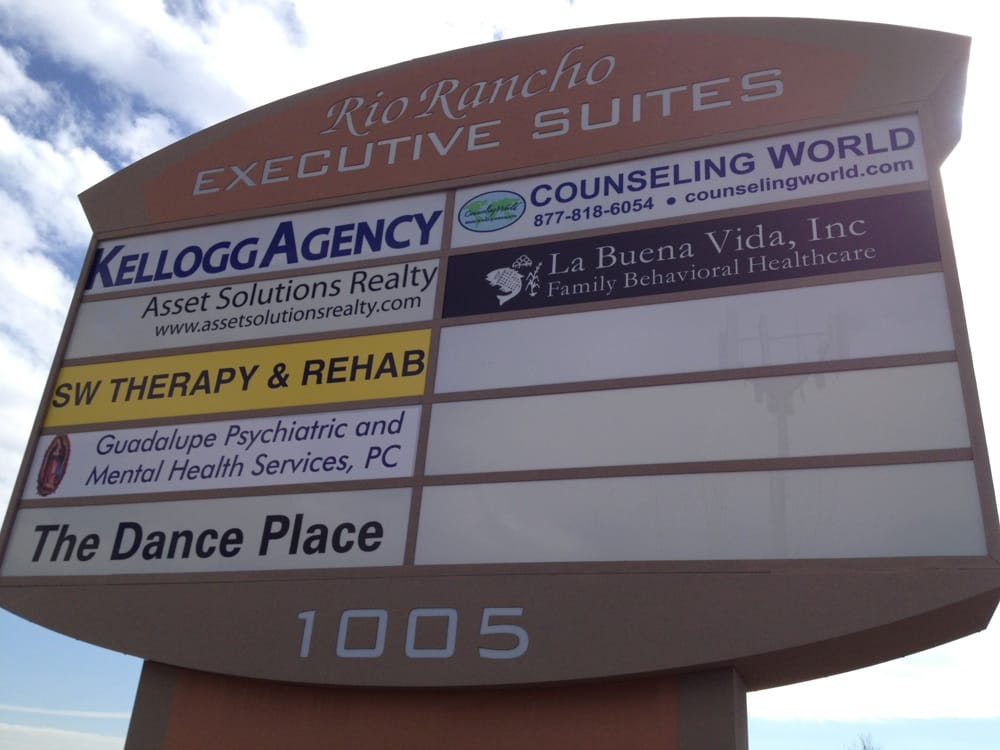 Rio Rancho
EXECUTIVE SUITES
KELLOGG AGENCY
Asset Solutions Realty
www.assetsolutionsrealty.com
SW THERAPY & REHAB
Guadalupe Psychiatric and
Mental Health Services, PC
The Dance Place
COUNSELING WORLD
877-818-6054 • counselingworld.com
La Buena Vida, Inc
Family Behavioral Healthcare
1005